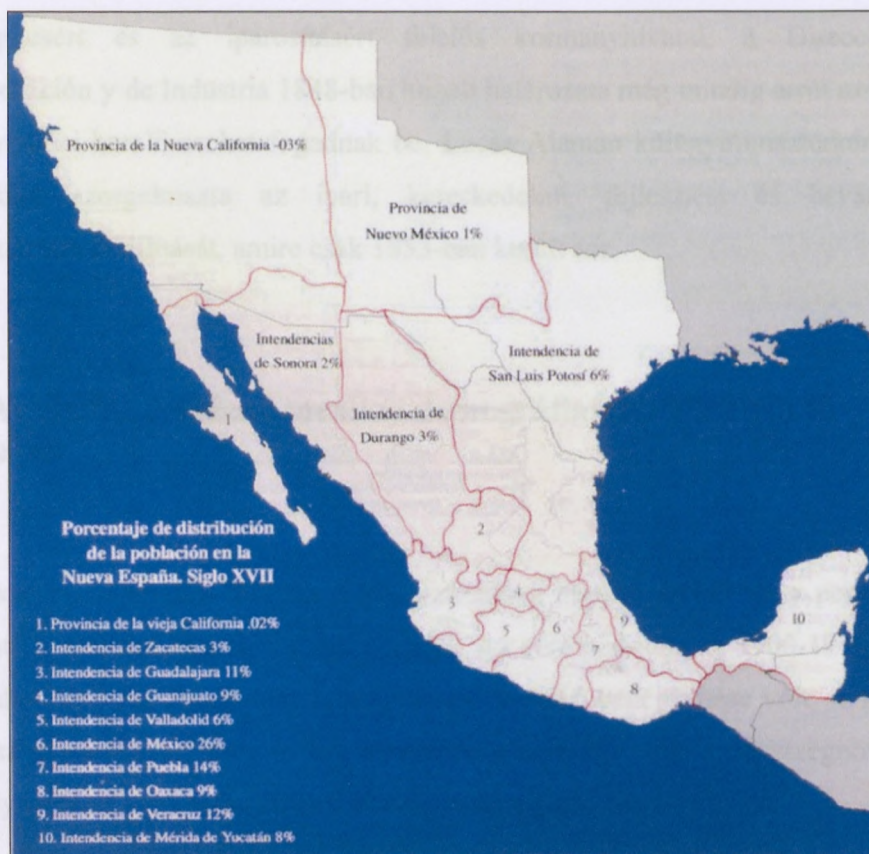 Provincia de la Nueva California -03%
Provincia de
Nuevo México 1%
Intendencias
de Sonora 2%
Intendencia de
San Luis Potosí 6%
Intendencia de
Durango 3%
1
2
3
5
6
7
8
9
10
Porcentaje de distribución
de la población en la
Nueva España. Siglo XVII
1. Provincia de la vieja California .02%
2. Intendencia de Zacatecas 3%
3. Intendencia de Guadalajara 11%
4. Intendencia de Guanajuato 9%
5. Intendencia de Valladolid 6%
6. Intendencia de México 26%
7. Intendencia de Puebla 14%
8. Intendencia de Oaxaca 9%
9. Intendencia de Veracruz 12%
10. Intendencia de Mérida de Yucatán 8%